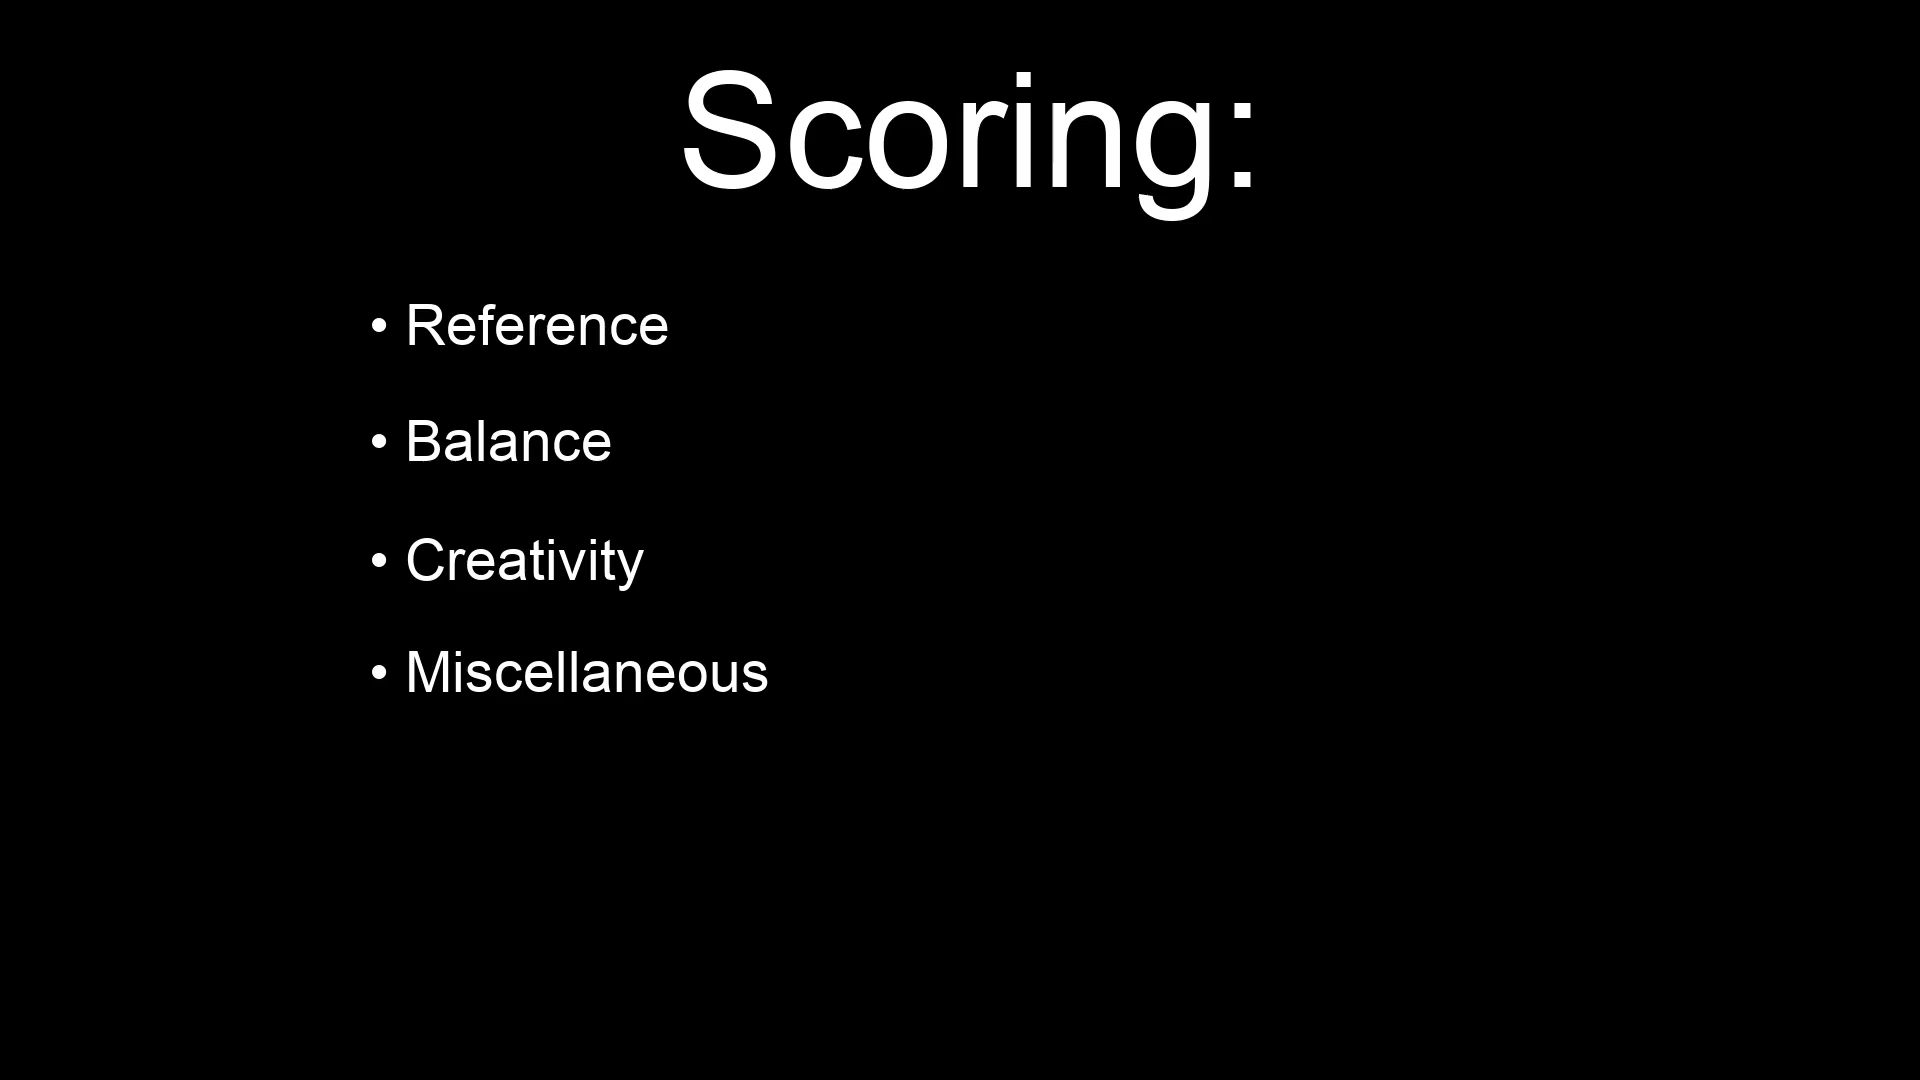 Scoring:
• Reference
• Balance
• Creativity
• Miscellaneous